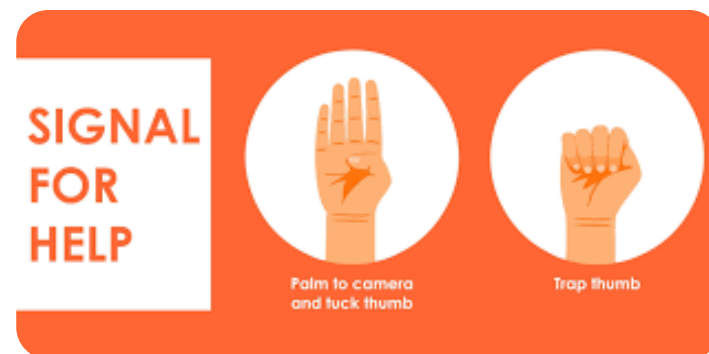 SIGNAL
FOR
HELP
Palm to camera
and tuck thumb
Trap thumb